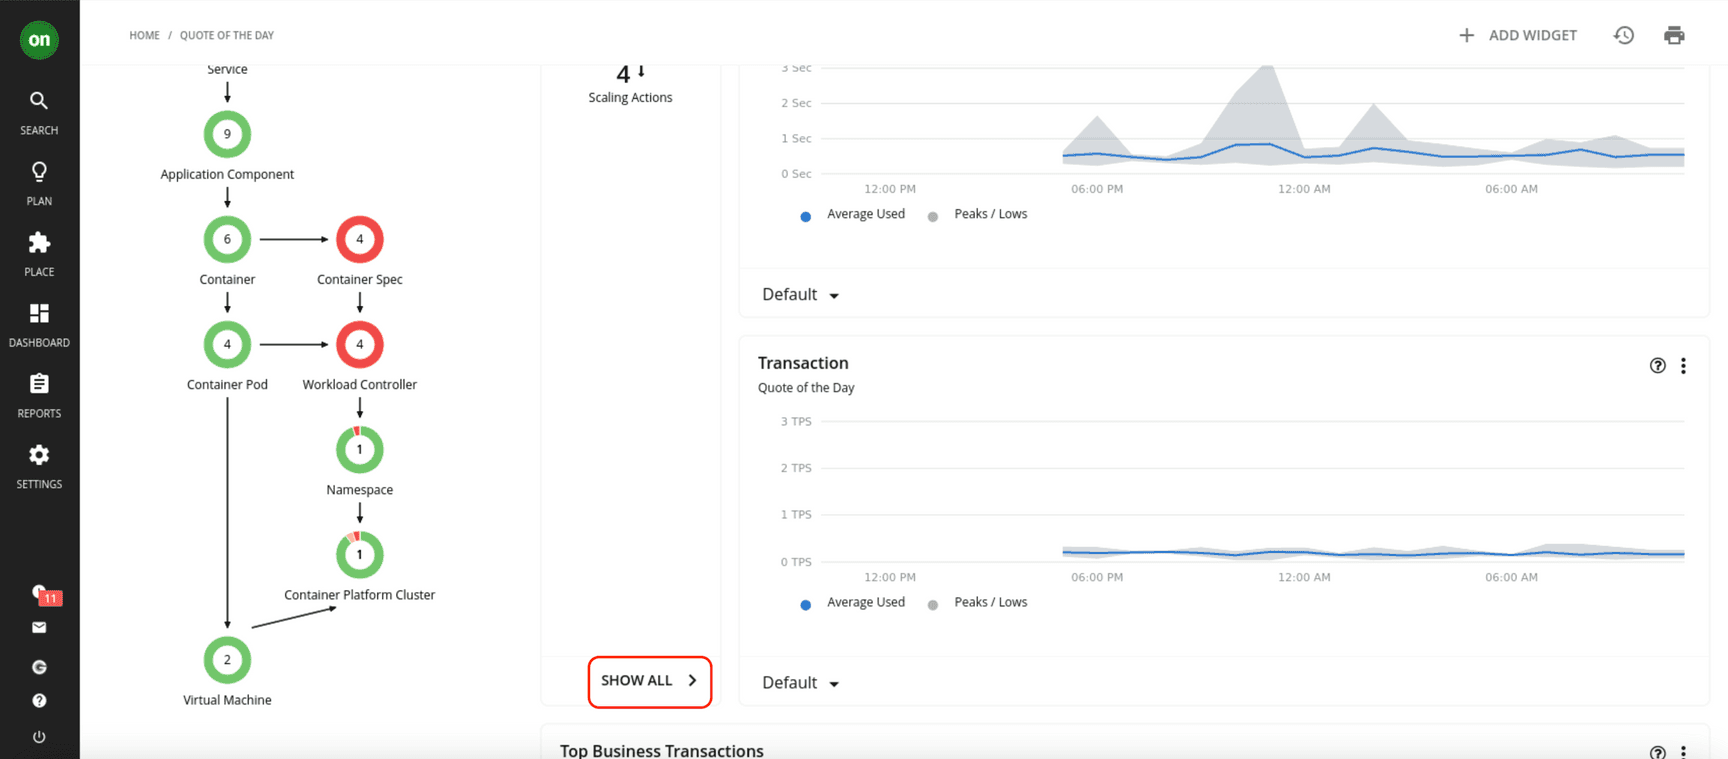 on
HOME / QUOTE OF THE DAY
ADD WIDGET
SEARCH
PLAN
PLACE
DASHBOARD
REPORTS
SETTINGS
11
Service
9
Application Component
6
4
Container
Container Spec
4
4
Container Pod
Workload Controller
1
Namespace
1
Container Platform Cluster
2
Virtual Machine
4
Scaling Actions
SHOW ALL
3 Sec
2 Sec
1 Sec
0 Sec
12:00 PM
06:00 PM
12:00 AM
06:00 AM
Average Used
Peaks / Lows
Default
Transaction
Quote of the Day
3 TPS
2 TPS
1 TPS
0 TPS
12:00 PM
06:00 PM
12:00 AM
06:00 AM
Average Used
Peaks / Lows
Default
Top Business Transactions